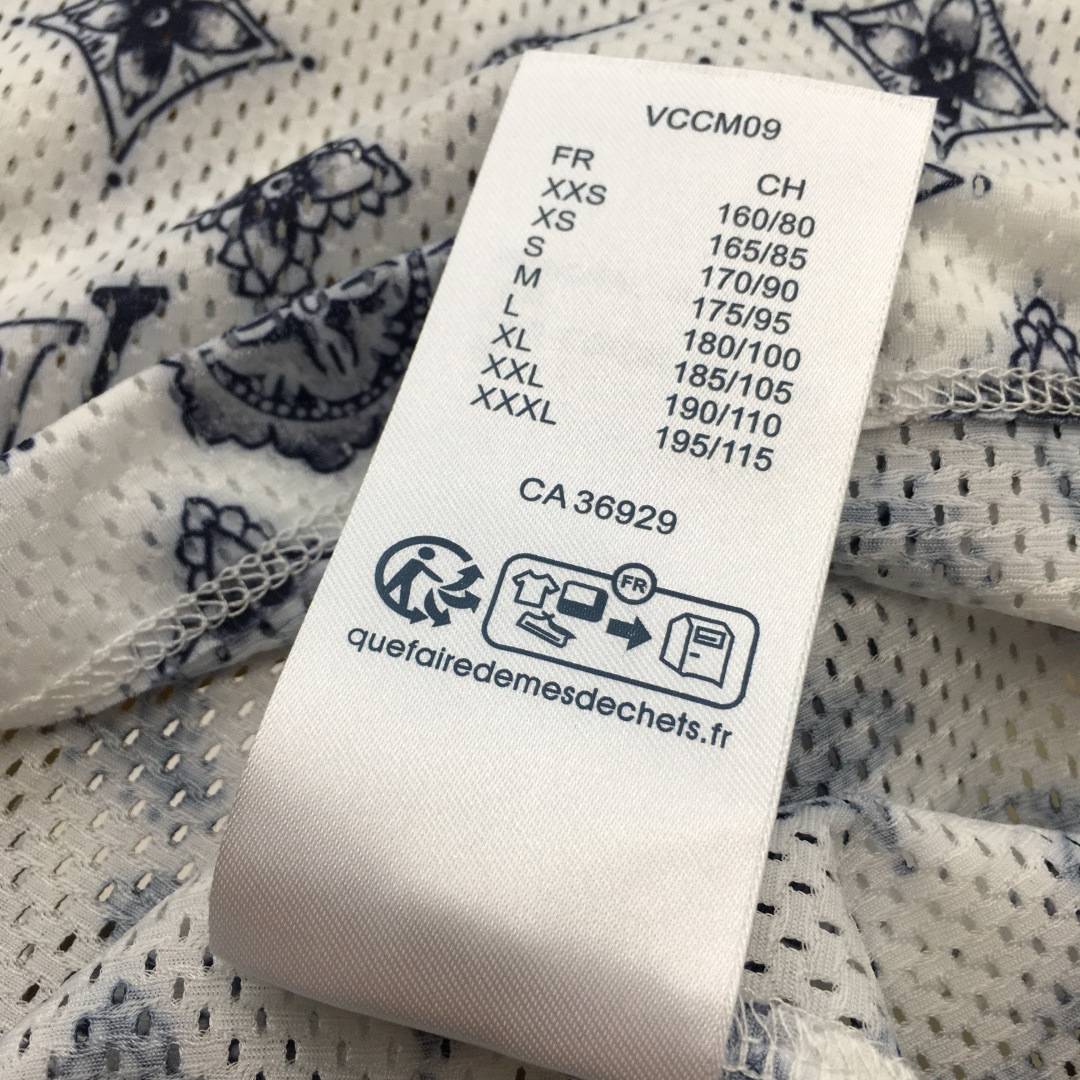 VCCM09
FR CH
XXS 160/80
XS 165/85
S 170/90
M 175/95
L 180/100
XL 185/105
XXL 190/110
XXXL 195/115
CA 36929
FR
quefairedemesdechets.fr